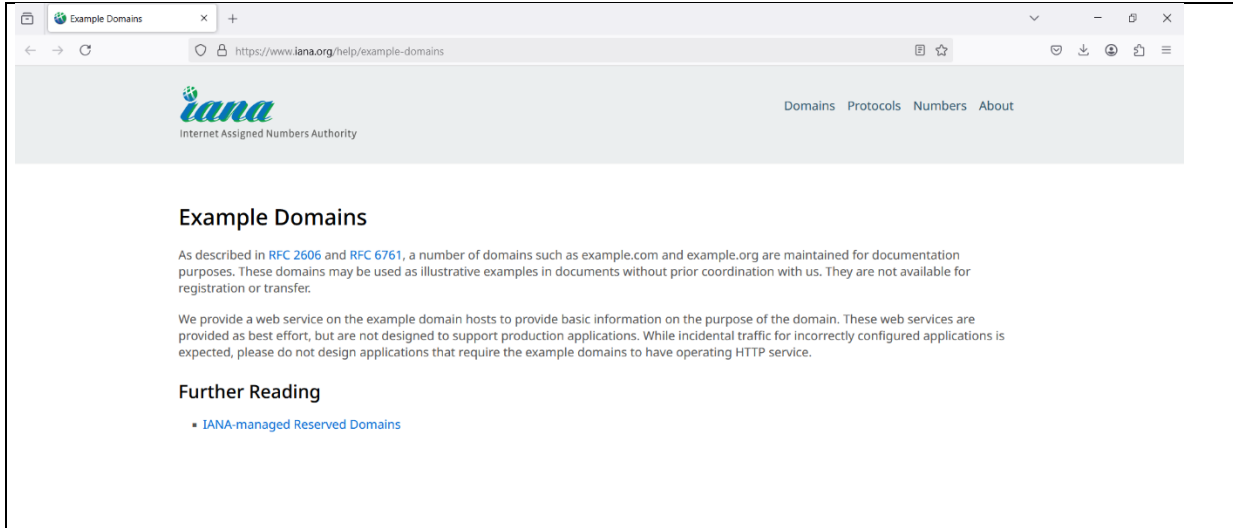 Example Domains
https://www.iana.org/help/example-domains
iana
Internet Assigned Numbers Authority
Domains Protocols Numbers About
Example Domains
As described in RFC 2606 and RFC 6761, a number of domains such as example.com and example.org are maintained for documentation
purposes. These domains may be used as illustrative examples in documents without prior coordination with us. They are not available for
registration or transfer.
We provide a web service on the example domain hosts to provide basic information on the purpose of the domain. These web services are
provided as best effort, but are not designed to support production applications. While incidental traffic for incorrectly configured applications is
expected, please do not design applications that require the example domains to have operating HTTP service.
Further Reading
▪ IANA-managed Reserved Domains